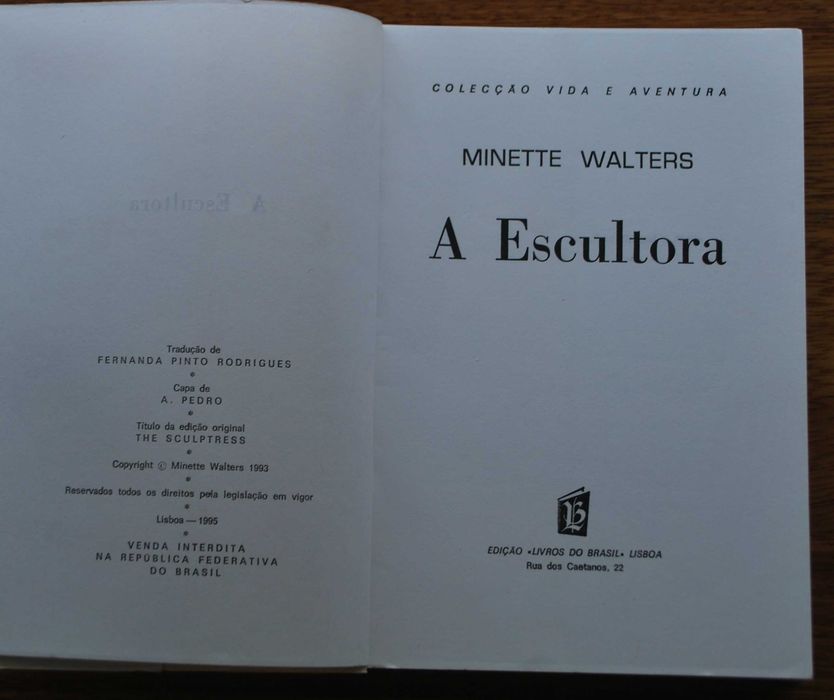 A Escultora
Tradução de
FERNANDA PINTO RODRIGUES
*
Capa de
A. PEDRO
*
Título da edição original
THE SCULPTRESS
*
Copyright © Minette Walters 1993
*
Reservados todos os direitos pela legislação em vigor
*
Lisboa — 1995
*
VENDA INTERDITA
NA REPÚBLICA FEDERATIVA
DO BRASIL
COLECÇÃO VIDA E AVENTURA
MINETTE WALTERS
A Escultora
LB
EDIÇÃO «LIVROS DO BRASIL» LISBOA
Rua dos Caetanos, 22